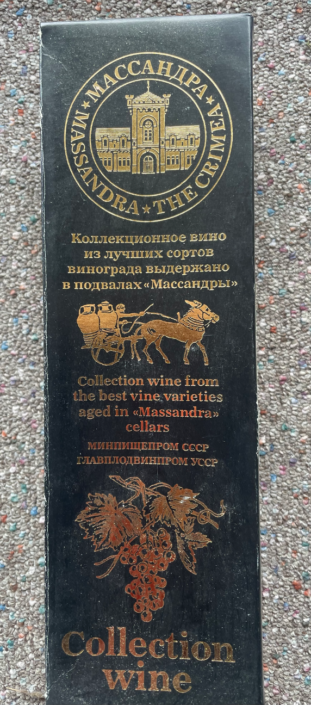 МАССАНДРА
MASSANDRA ★ THE CRIMEA ★
Коллекционное вино
из лучших сортов
винограда выдержано
в подвалах «Массандры»
Collection wine from
the best vine varieties
aged in «Massandra»
cellars
МИНПИЩЕПРОМ СССР
ГЛАВПЛОДВИНПРОМ УССР
Collection
wine